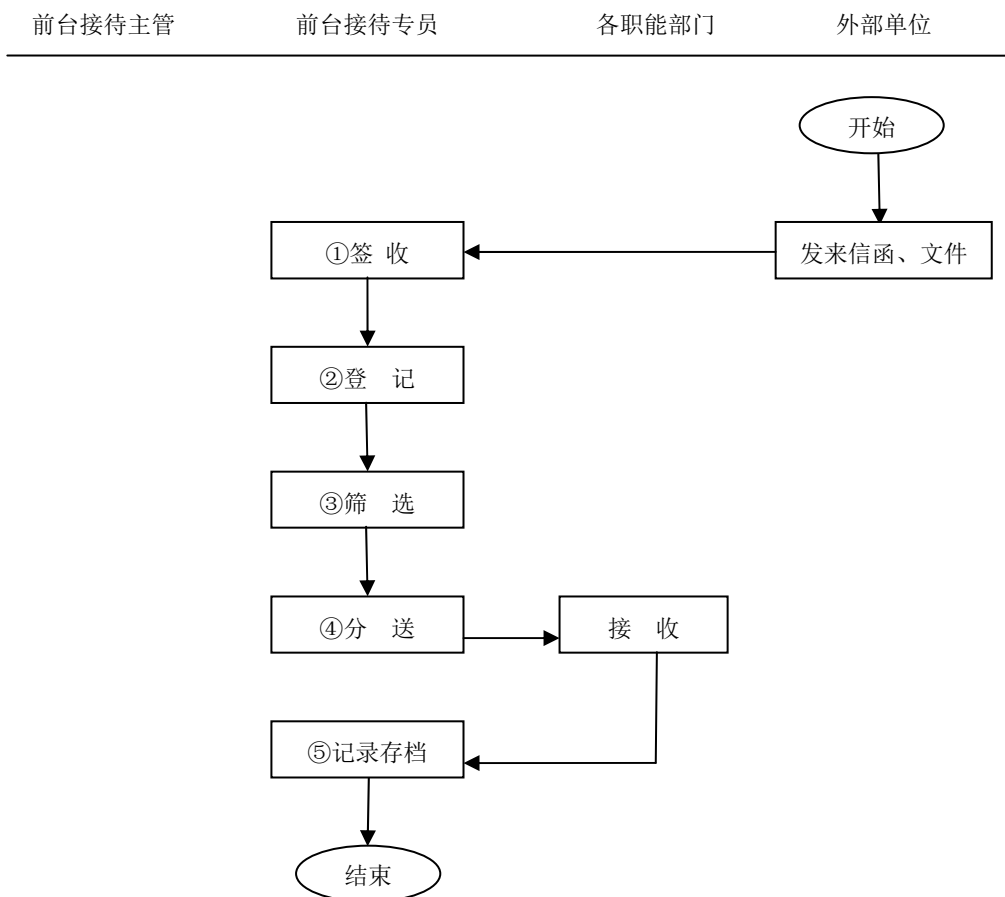 前台接待主管 前台接待专员 各职能部门 外部单位
开始
①签 收 发来信函、文件
②登 记
③筛 选
④分 送 接 收
⑤记录存档
结束